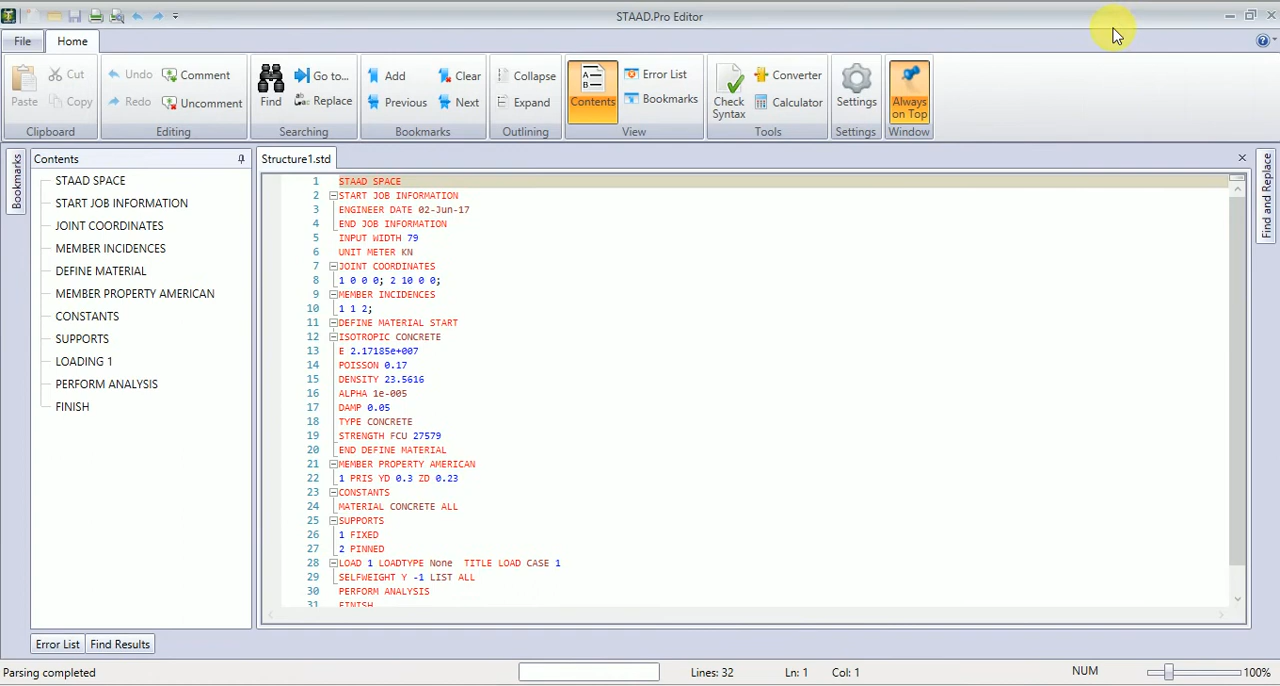 STAAD.Pro Editor
File Home
Paste Cut Copy Clipboard
Undo Redo Comment Uncomment Editing
Find Go to... Replace Searching
Add Previous Clear Next Bookmarks
Collapse Expand Outlining
Contents Error List Bookmarks View
Check Syntax Converter Calculator Tools
Settings Settings
Always on Top Window
Bookmarks
Contents
STAAD SPACE
START JOB INFORMATION
JOINT COORDINATES
MEMBER INCIDENCES
DEFINE MATERIAL
MEMBER PROPERTY AMERICAN
CONSTANTS
SUPPORTS
LOADING 1
PERFORM ANALYSIS
FINISH
Structure1.std
1 STAAD SPACE
2 START JOB INFORMATION
3 ENGINEER DATE 02-Jun-17
4 END JOB INFORMATION
5 INPUT WIDTH 79
6 UNIT METER KN
7 JOINT COORDINATES
8 1 0 0 0; 2 10 0 0;
9 MEMBER INCIDENCES
10 1 1 2;
11 DEFINE MATERIAL START
12 ISOTROPIC CONCRETE
13 E 2.17185e+007
14 POISSON 0.17
15 DENSITY 23.5616
16 ALPHA 1e-005
17 DAMP 0.05
18 TYPE CONCRETE
19 STRENGTH FCU 27579
20 END DEFINE MATERIAL
21 MEMBER PROPERTY AMERICAN
22 1 PRIS YD 0.3 ZD 0.23
23 CONSTANTS
24 MATERIAL CONCRETE ALL
25 SUPPORTS
26 1 FIXED
27 2 PINNED
28 LOAD 1 LOADTYPE None  TITLE LOAD CASE 1
29 SELFWEIGHT Y -1 LIST ALL
30 PERFORM ANALYSIS
31 FINISH
Find and Replace
Error List Find Results
Parsing completed Lines: 32 Ln: 1 Col: 1 NUM 100%